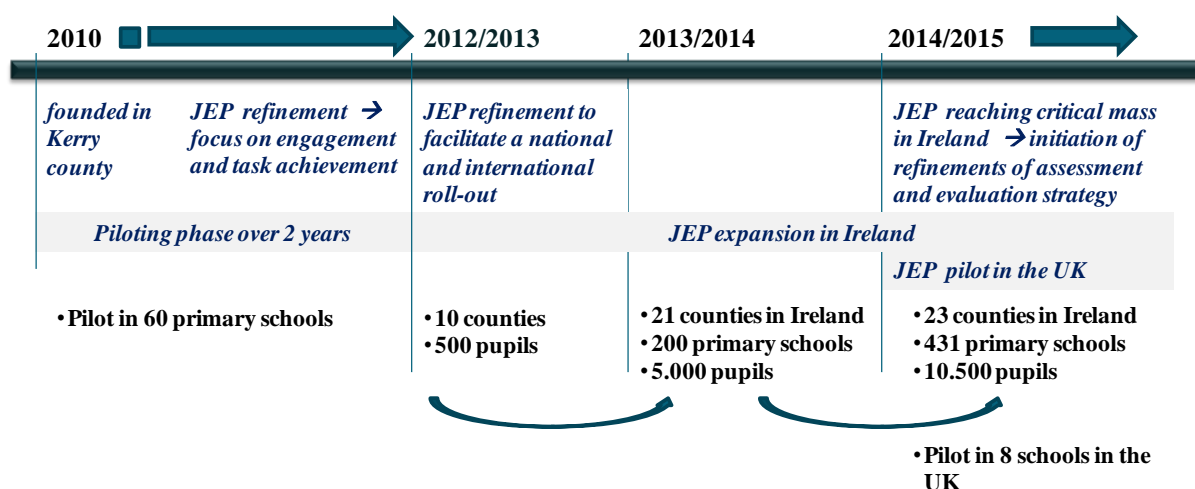 2010
2012/2013
2013/2014
2014/2015
founded in
Kerry
county
JEP refinement →
focus on engagement
and task achievement
JEP refinement to
facilitate a national
and international
roll-out
JEP reaching critical mass
in Ireland → initiation of
refinements of assessment
and evaluation strategy
Piloting phase over 2 years
JEP expansion in Ireland
JEP pilot in the UK
•Pilot in 60 primary schools
•10 counties
•500 pupils
•21 counties in Ireland
•200 primary schools
•5.000 pupils
•23 counties in Ireland
•431 primary schools
•10.500 pupils
•Pilot in 8 schools in the
UK